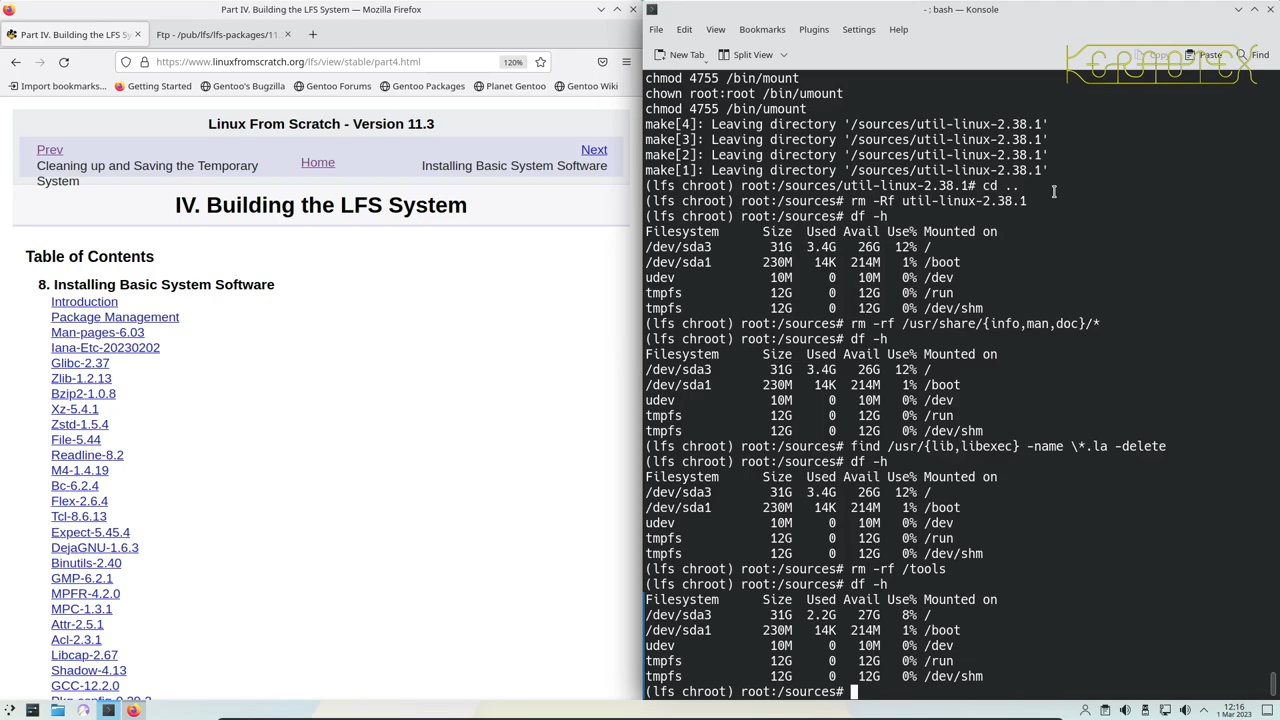 Part IV. Building the LFS System — Mozilla Firefox
Part IV. Building the LFS Sy
Ftp - /pub/lfs/lfs-packages/11.
https://www.linuxfromscratch.org/lfs/view/stable/part4.html
120%
Import bookmarks...
Getting Started
Gentoo Bugs
Gentoo Forums
Gentoo Packages
Planet Gentoo
Gentoo Wiki
Linux From Scratch - Version 11.3
Prev
Next
Cleaning up and Saving the Temporary System
Home
Installing Basic System Software
IV. Building the LFS System
Table of Contents
8. Installing Basic System Software
Introduction
Package Management
Man-pages-6.03
Iana-Etc-20230202
Glibc-2.37
Zlib-1.2.13
Bzip2-1.0.8
Xz-5.4.1
Zstd-1.5.4
File-5.44
Readline-8.2
M4-1.4.19
Bc-6.2.4
Flex-2.6.4
Tcl-8.6.13
Expect-5.45.4
DejaGNU-1.6.3
Binutils-2.40
GMP-6.2.1
MPFR-4.2.0
MPC-1.3.1
Attr-2.5.1
Acl-2.3.1
Libcap-2.67
Shadow-4.13
GCC-12.2.0
- : bash — Konsole
File Edit View Bookmarks Plugins Settings Help
New Tab
Split View
Copy
Paste
Find
chmod 4755 /bin/mount
chown root:root /bin/umount
chmod 4755 /bin/umount
make[4]: Leaving directory '/sources/util-linux-2.38.1'
make[3]: Leaving directory '/sources/util-linux-2.38.1'
make[2]: Leaving directory '/sources/util-linux-2.38.1'
make[1]: Leaving directory '/sources/util-linux-2.38.1'
(lfs chroot) root:/sources/util-linux-2.38.1# cd ..
(lfs chroot) root:/sources# rm -Rf util-linux-2.38.1
(lfs chroot) root:/sources# df -h
Filesystem Size Used Avail Use% Mounted on
/dev/sda3 31G 3.4G 26G 12% /
/dev/sda1 230M 14K 214M 1% /boot
udev 10M 0 10M 0% /dev
tmpfs 12G 0 12G 0% /run
tmpfs 12G 0 12G 0% /dev/shm
(lfs chroot) root:/sources# rm -rf /usr/share/{info,man,doc}/*
(lfs chroot) root:/sources# df -h
Filesystem Size Used Avail Use% Mounted on
/dev/sda3 31G 3.4G 26G 12% /
/dev/sda1 230M 14K 214M 1% /boot
udev 10M 0 10M 0% /dev
tmpfs 12G 0 12G 0% /run
tmpfs 12G 0 12G 0% /dev/shm
(lfs chroot) root:/sources# find /usr/{lib,libexec} -name \*.la -delete
(lfs chroot) root:/sources# df -h
Filesystem Size Used Avail Use% Mounted on
/dev/sda3 31G 3.4G 26G 12% /
/dev/sda1 230M 14K 214M 1% /boot
udev 10M 0 10M 0% /dev
tmpfs 12G 0 12G 0% /run
tmpfs 12G 0 12G 0% /dev/shm
(lfs chroot) root:/sources# rm -rf /tools
(lfs chroot) root:/sources# df -h
Filesystem Size Used Avail Use% Mounted on
/dev/sda3 31G 2.2G 27G 8% /
/dev/sda1 230M 14K 214M 1% /boot
udev 10M 0 10M 0% /dev
tmpfs 12G 0 12G 0% /run
tmpfs 12G 0 12G 0% /dev/shm
(lfs chroot) root:/sources#
12:16
1 Mar 2023